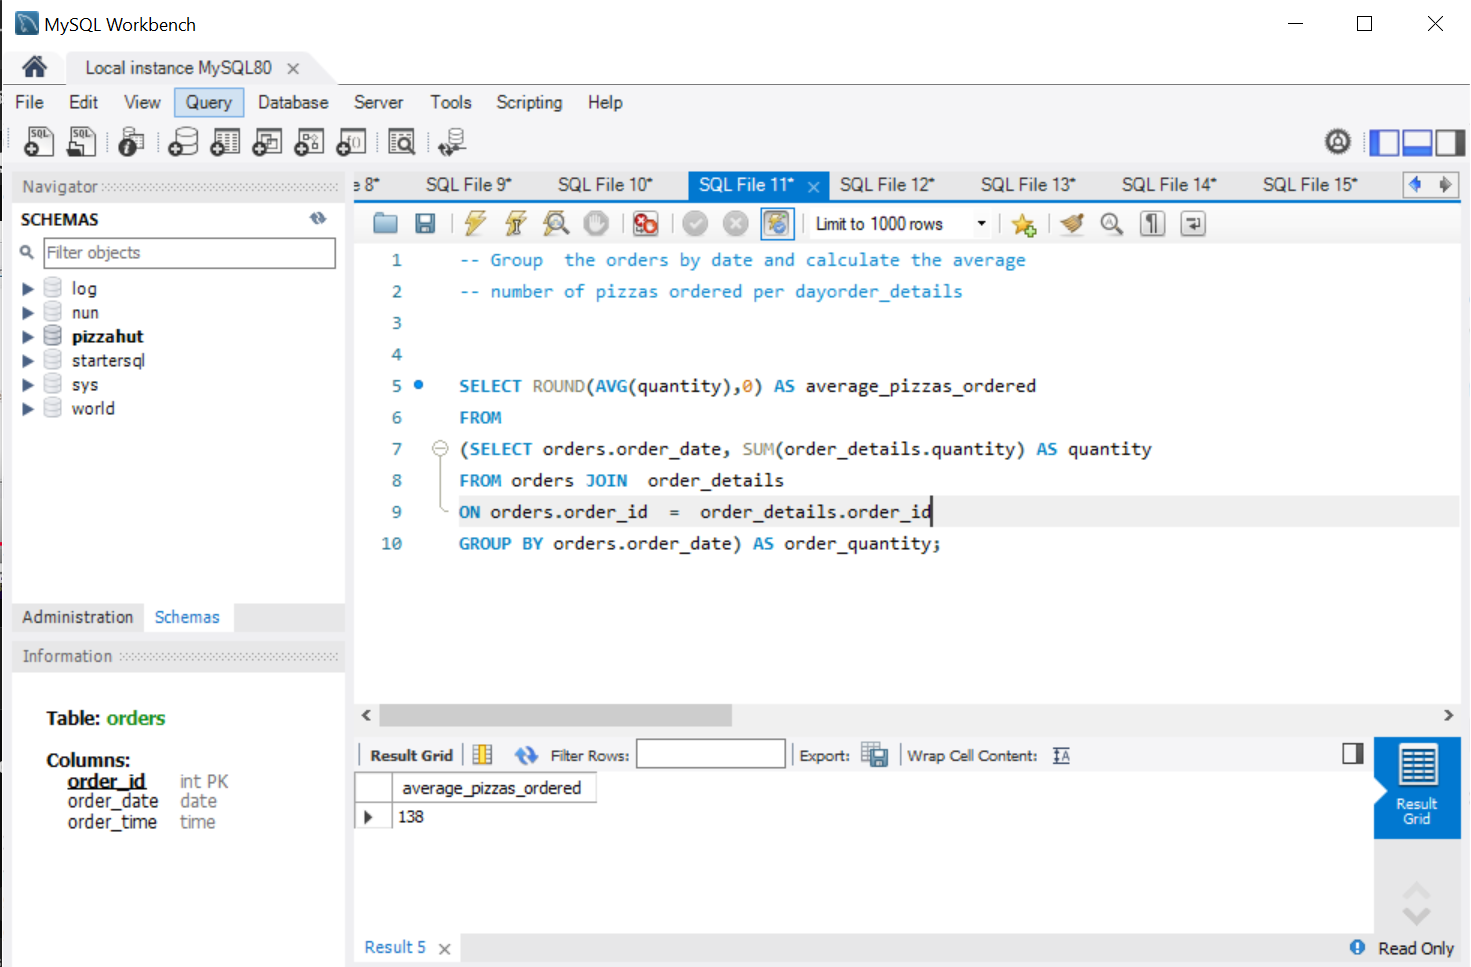 MySQL Workbench
Local instance MySQL80
File Edit View Query Database Server Tools Scripting Help
Navigator
SCHEMAS
Filter objects
log
nun
pizzahut
startersql
sys
world
Administration Schemas
Information
Table: orders
Columns:
order_id int PK
order_date date
order_time time
e 8* SQL File 9* SQL File 10* SQL File 11* SQL File 12* SQL File 13* SQL File 14* SQL File 15*
Limit to 1000 rows
1 -- Group  the orders by date and calculate the average
2 -- number of pizzas ordered per dayorder_details
3
4
5 SELECT ROUND(AVG(quantity),0) AS average_pizzas_ordered
6 FROM
7 (SELECT orders.order_date, SUM(order_details.quantity) AS quantity
8 FROM orders JOIN  order_details
9 ON orders.order_id  =  order_details.order_id
10 GROUP BY orders.order_date) AS order_quantity;
Result Grid Filter Rows: Export: Wrap Cell Content:
average_pizzas_ordered
138
Result
Grid
Result 5
Read Only